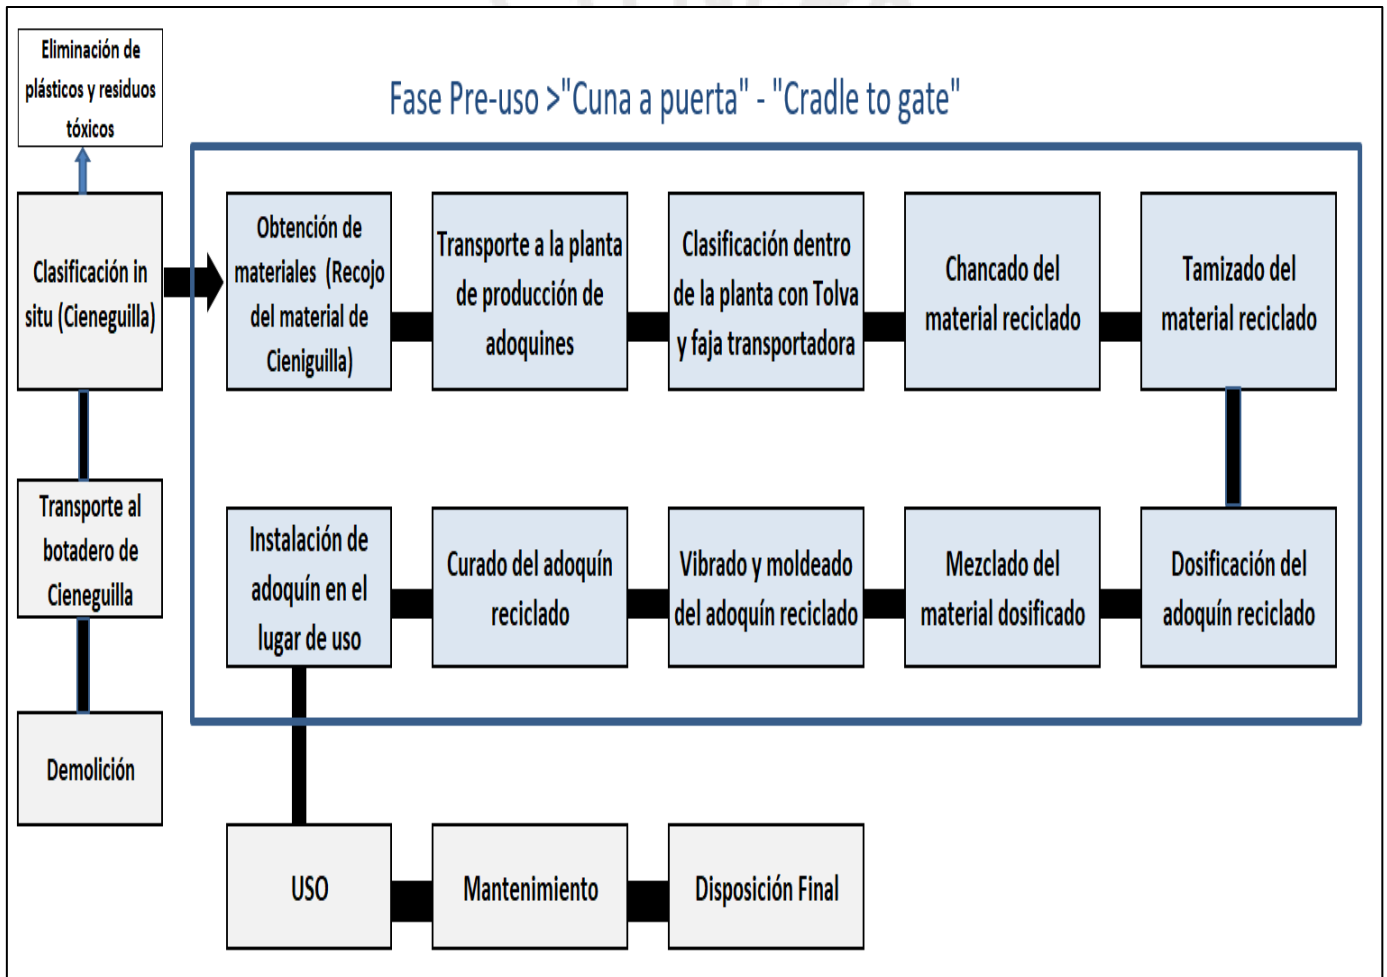 Eliminación de
plásticos y residuos
tóxicos
Fase Pre-uso >"Cuna a puerta" - "Cradle to gate"
Clasificación in
situ (Cieneguilla)
Obtención de
materiales (Recojo
del material de
Cieniguilla)
Transporte a la planta
de producción de
adoquines
Clasificación dentro
de la planta con Tolva
y faja transportadora
Chancado del
material reciclado
Tamizado del
material reciclado
Transporte al
botadero de
Cieneguilla
Instalación de
adoquín en el
lugar de uso
Curado del adoquín
reciclado
Vibrado y moldeado
del adoquín reciclado
Mezclado del
material dosificado
Dosificación del
adoquín reciclado
Demolición
USO
Mantenimiento
Disposición Final